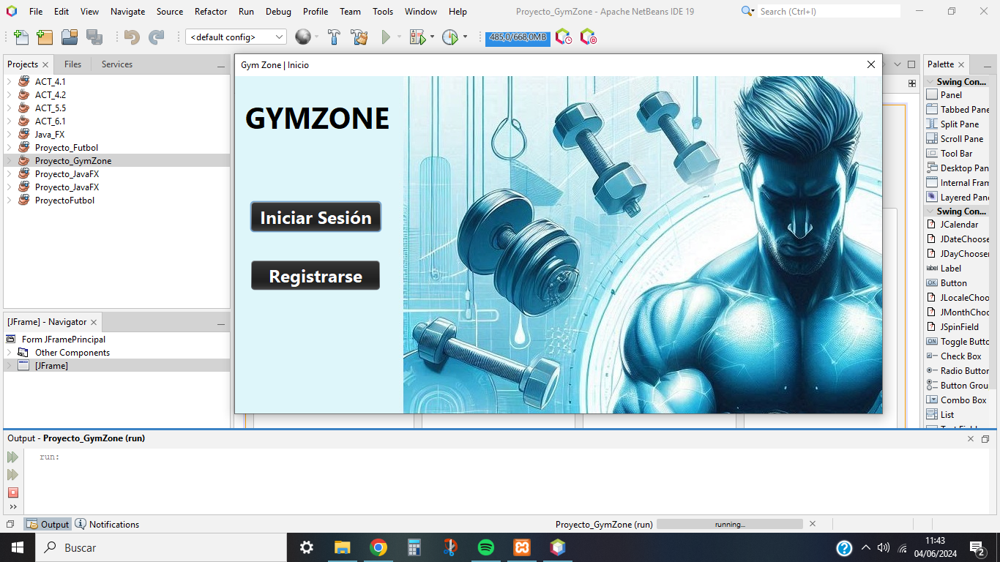 File Edit View Navigate Source Refactor Run Debug Profile Team Tools Window Help
Proyecto_GymZone - Apache NetBeans IDE 19
Search (Ctrl+I)
<default config>
485,0/668,0MB
Projects Files Services
ACT_4.1
ACT_4.2
ACT_5.5
ACT_6.1
Java_FX
Proyecto_Futbol
Proyecto_GymZone
Proyecto_JavaFX
Proyecto_JavaFX
ProyectoFutbol
[JFrame] - Navigator
Form JFramePrincipal
Other Components
[JFrame]
Gym Zone | Inicio
GYMZONE
Iniciar Sesión
Registrarse
Palette
Swing Con...
Panel
Tabbed Pane
Split Pane
Scroll Pane
Tool Bar
Desktop Pan
Internal Fram
Layered Pane
Swing Con...
JCalendar
JDateChoose
JDayChooser
label Label
OK Button
JLocaleChoo
JMonthChoo
JSpinField
ON Toggle Butto
Check Box
Radio Button
Button Grou
Combo Box
List
Output - Proyecto_GymZone (run)
run:
Output Notifications
Proyecto_GymZone (run) running...
Buscar
11:43
04/06/2024
2